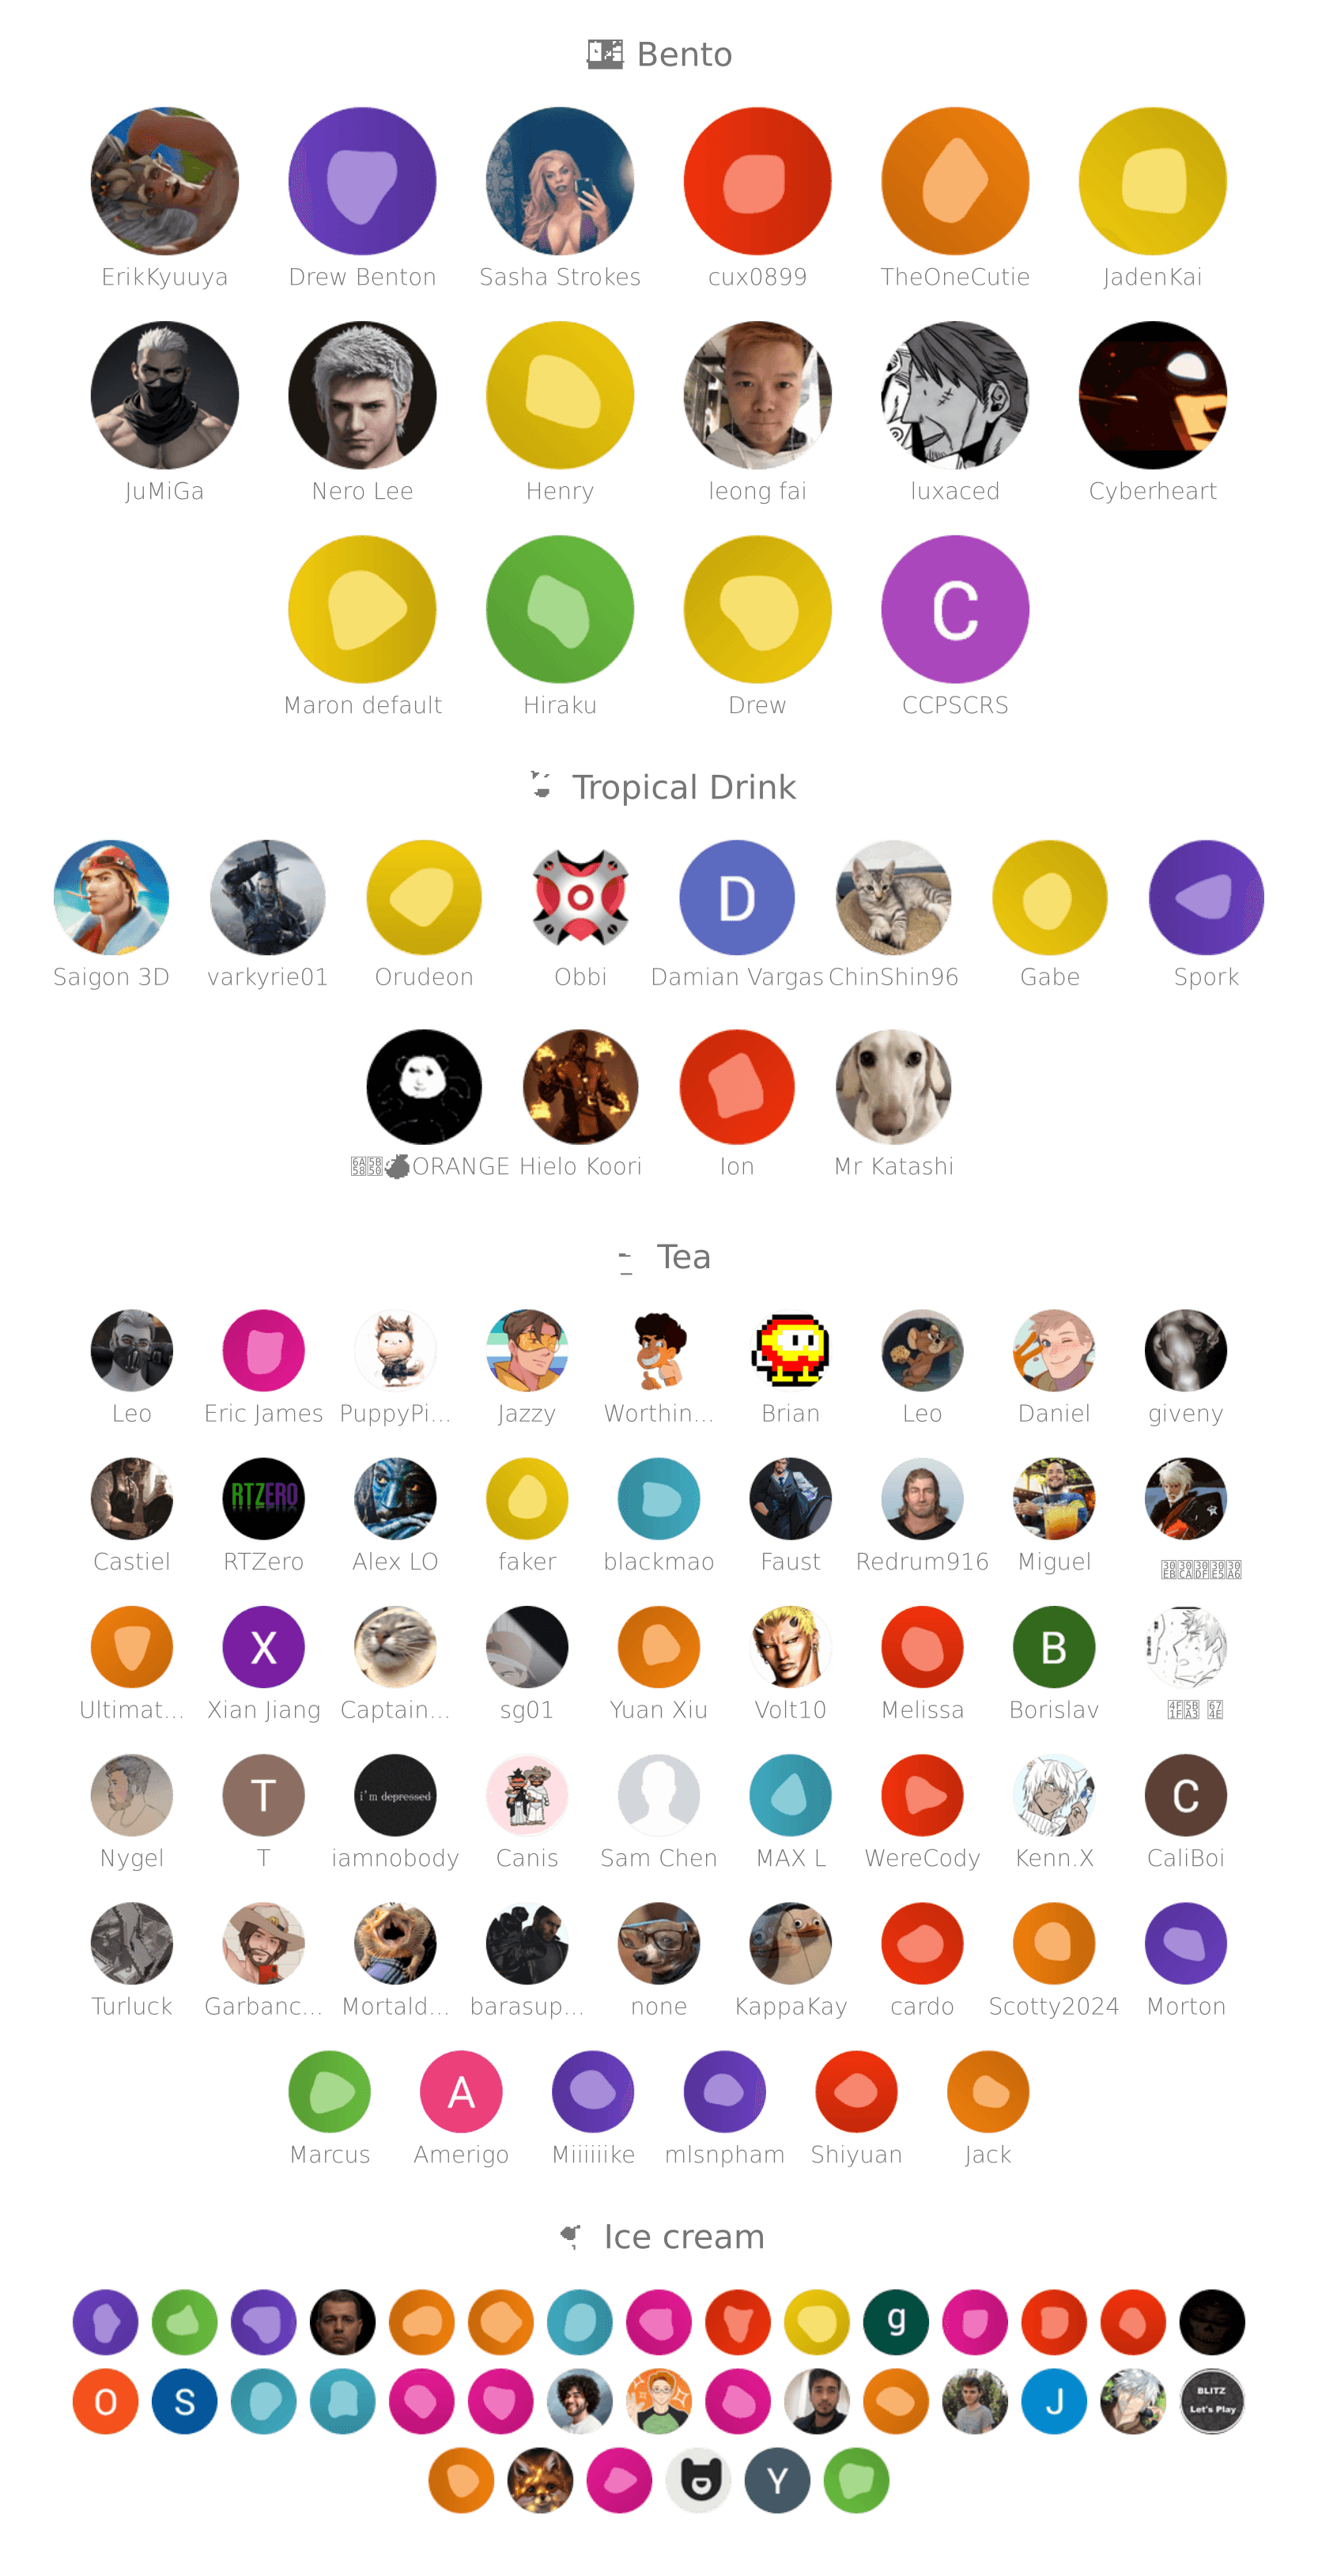 Bento
ErikKyuuya Drew Benton Sasha Strokes cux0899 TheOneCutie JadenKai
JuMiGa Nero Lee Henry leong fai luxaced Cyberheart
C
Maron default Hiraku Drew CCPSCRS
Tropical Drink
D
Saigon 3D varkyrie01 Orudeon Obbi Damian Vargas ChinShin96 Gabe Spork
ORANGE Hielo Koori Ion Mr Katashi
Tea
Leo Eric James PuppyPi... Jazzy Worthin... Brian Leo Daniel giveny
RTZERO
Castiel RTZero Alex LO faker blackmao Faust Redrum916 Miguel
X B
Ultimat... Xian Jiang Captain... sg01 Yuan Xiu Volt10 Melissa Borislav
T i'm depressed C
Nygel T iamnobody Canis Sam Chen MAX L WereCody Kenn.X CaliBoi
Turluck Garbanc... Mortald... barasup... none KappaKay cardo Scotty2024 Morton
A
Marcus Amerigo Miiiiiike mlsnpham Shiyuan Jack
Ice cream
g
O S J BLITZ
Let's Play
Y